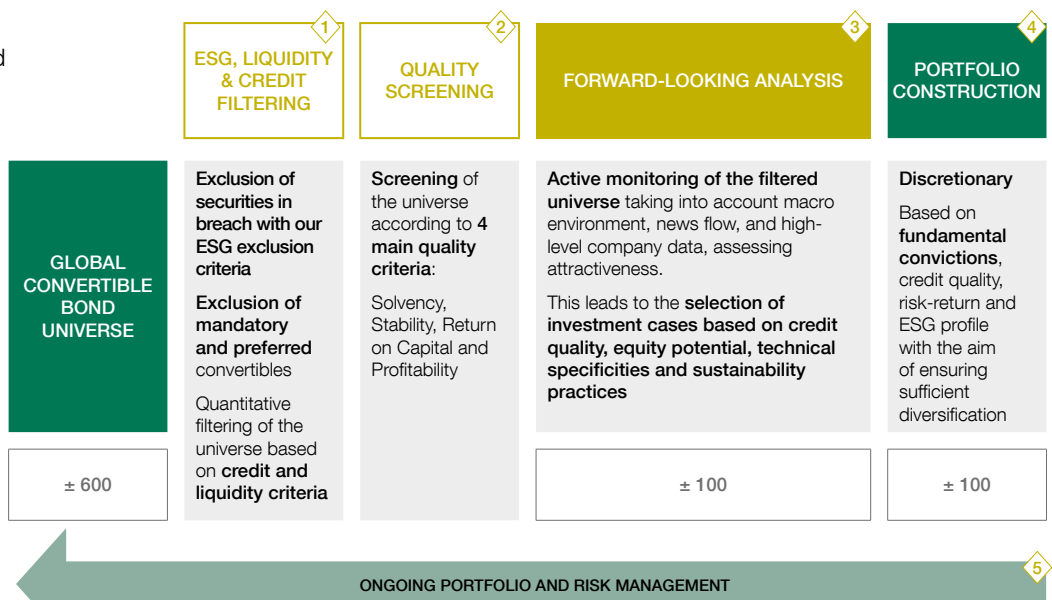 d
1
ESG, LIQUIDITY
& CREDIT
FILTERING
2
QUALITY
SCREENING
3
FORWARD-LOOKING ANALYSIS
4
PORTFOLIO
CONSTRUCTION
GLOBAL
CONVERTIBLE
BOND
UNIVERSE
± 600
Exclusion of
securities in
breach with our
ESG exclusion
criteria
Exclusion of
mandatory
and preferred
convertibles
Quantitative
filtering of the
universe based
on credit and
liquidity criteria
Screening of
the universe
according to 4
main quality
criteria:
Solvency,
Stability, Return
on Capital and
Profitability
Active monitoring of the filtered
universe taking into account macro
environment, news flow, and high-
level company data, assessing
attractiveness.
This leads to the selection of
investment cases based on credit
quality, equity potential, technical
specificities and sustainability
practices
± 100
Discretionary
Based on
fundamental
convictions,
credit quality,
risk-return and
ESG profile
with the aim
of ensuring
sufficient
diversification
± 100
5
ONGOING PORTFOLIO AND RISK MANAGEMENT